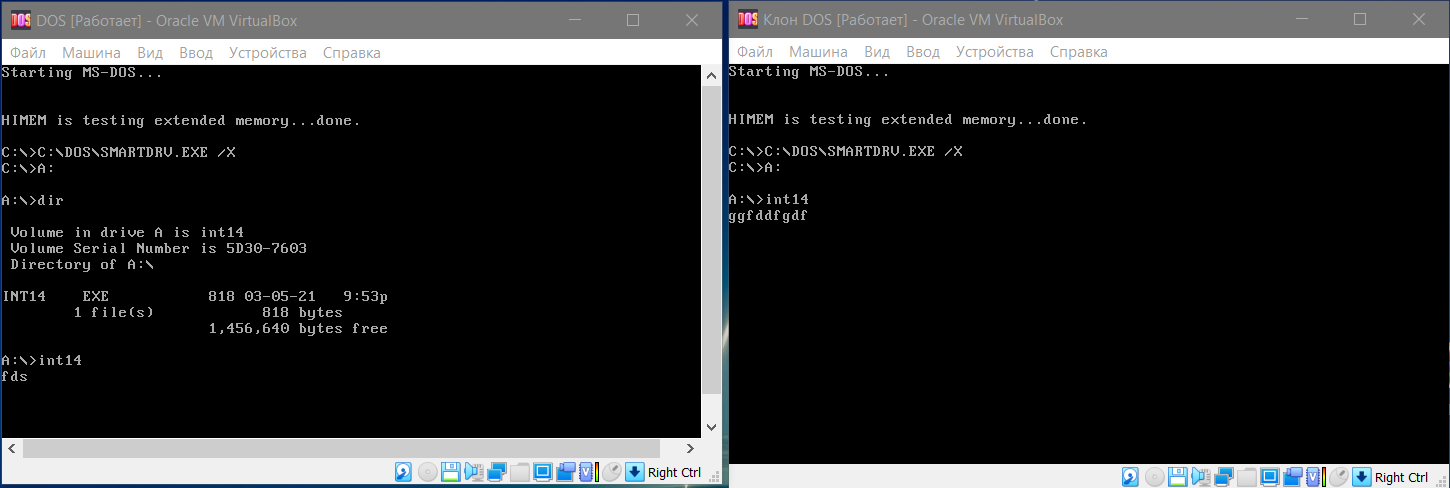 DOS [Работает] - Oracle VM VirtualBox
Файл Машина Вид Ввод Устройства Справка
Starting MS-DOS...
HIMEM is testing extended memory...done.
C:\>C:\DOS\SMARTDRV.EXE /X
C:\>A:
A:\>dir
Volume in drive A is int14
Volume Serial Number is 5D30-7603
Directory of A:\
INT14 EXE 818 03-05-21 9:53p
1 file(s) 818 bytes
1,456,640 bytes free
A:\>int14
fds
Right Ctrl
Клон DOS [Работает] - Oracle VM VirtualBox
Файл Машина Вид Ввод Устройства Справка
Starting MS-DOS...
HIMEM is testing extended memory...done.
C:\>C:\DOS\SMARTDRV.EXE /X
C:\>A:
A:\>int14
ggfddfgdf
Right Ctrl